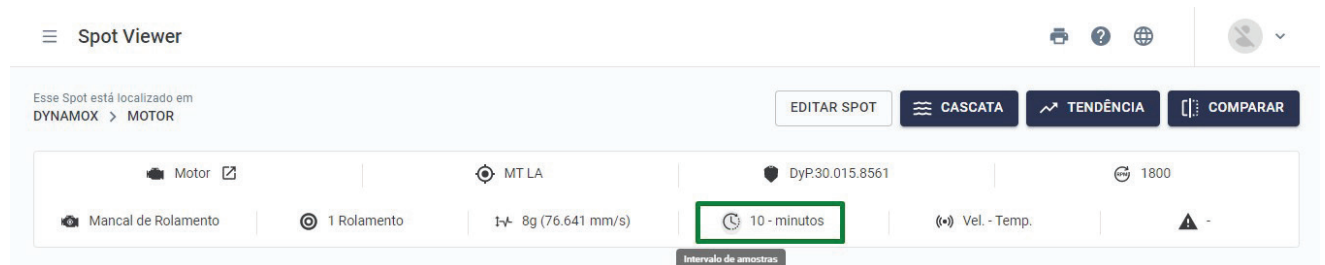 Spot Viewer
Esse Spot está localizado em
DYNAMOX > MOTOR
EDITAR SPOT
CASCATA
TENDÊNCIA
COMPARAR
Motor
MT LA
DyP.30.015.8561
RPM
1800
Mancal de Rolamento
1 Rolamento
8g (76.641 mm/s)
10 - minutos
Vel. - Temp.
-
Intervalo de amostras